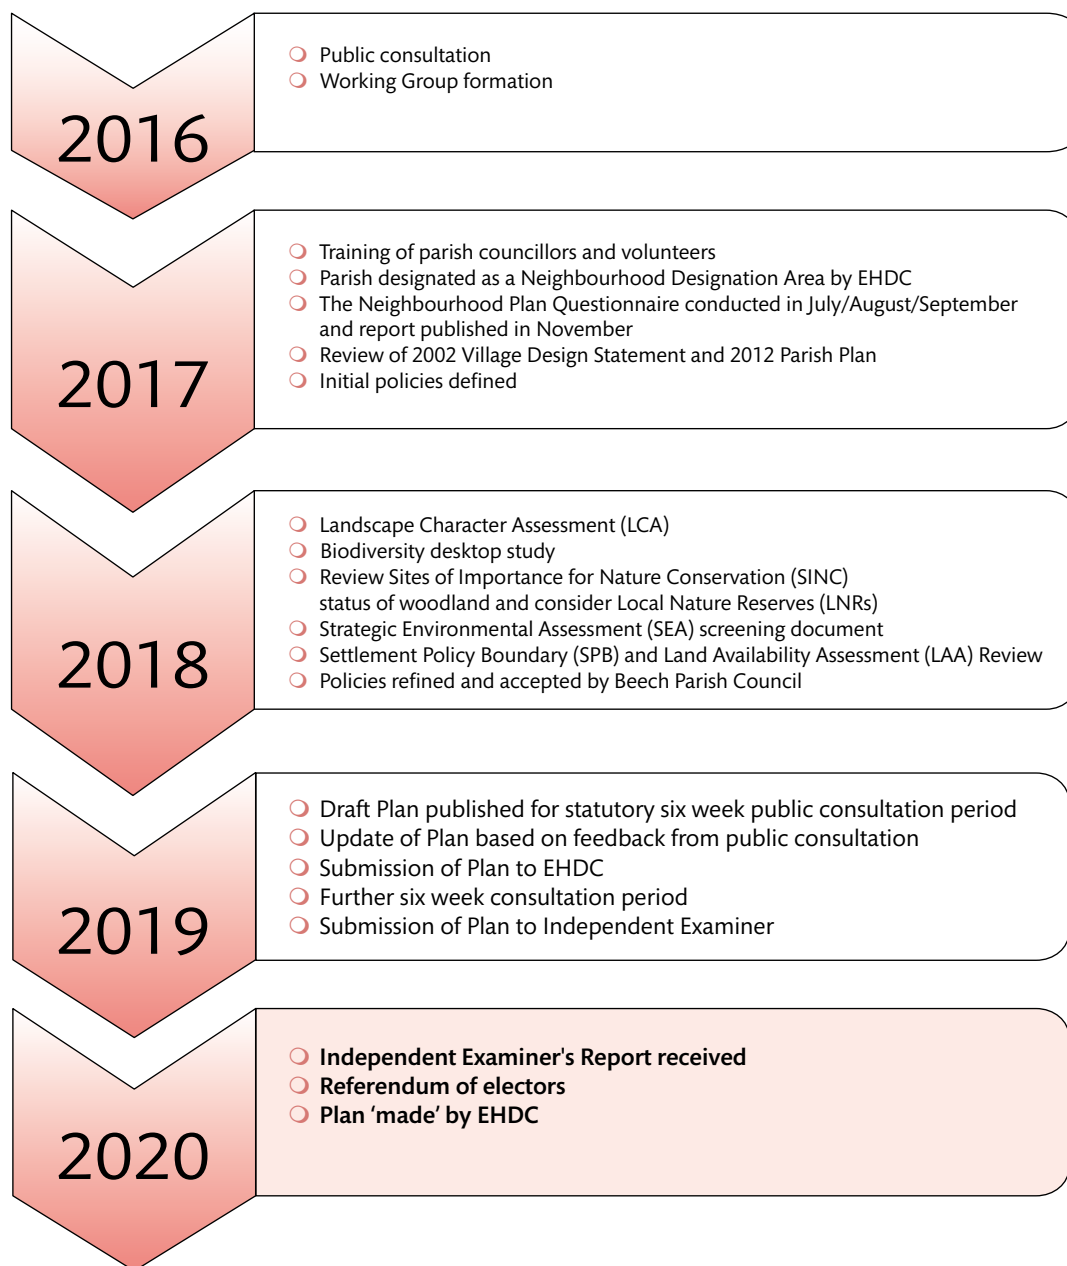 2016
Public consultation
Working Group formation
2017
Training of parish councillors and volunteers
Parish designated as a Neighbourhood Designation Area by EHDC
The Neighbourhood Plan Questionnaire conducted in July/August/September
and report published in November
Review of 2002 Village Design Statement and 2012 Parish Plan
Initial policies defined
2018
Landscape Character Assessment (LCA)
Biodiversity desktop study
Review Sites of Importance for Nature Conservation (SINC)
status of woodland and consider Local Nature Reserves (LNRs)
Strategic Environmental Assessment (SEA) screening document
Settlement Policy Boundary (SPB) and Land Availability Assessment (LAA) Review
Policies refined and accepted by Beech Parish Council
2019
Draft Plan published for statutory six week public consultation period
Update of Plan based on feedback from public consultation
Submission of Plan to EHDC
Further six week consultation period
Submission of Plan to Independent Examiner
2020
Independent Examiner's Report received
Referendum of electors
Plan ‘made’ by EHDC